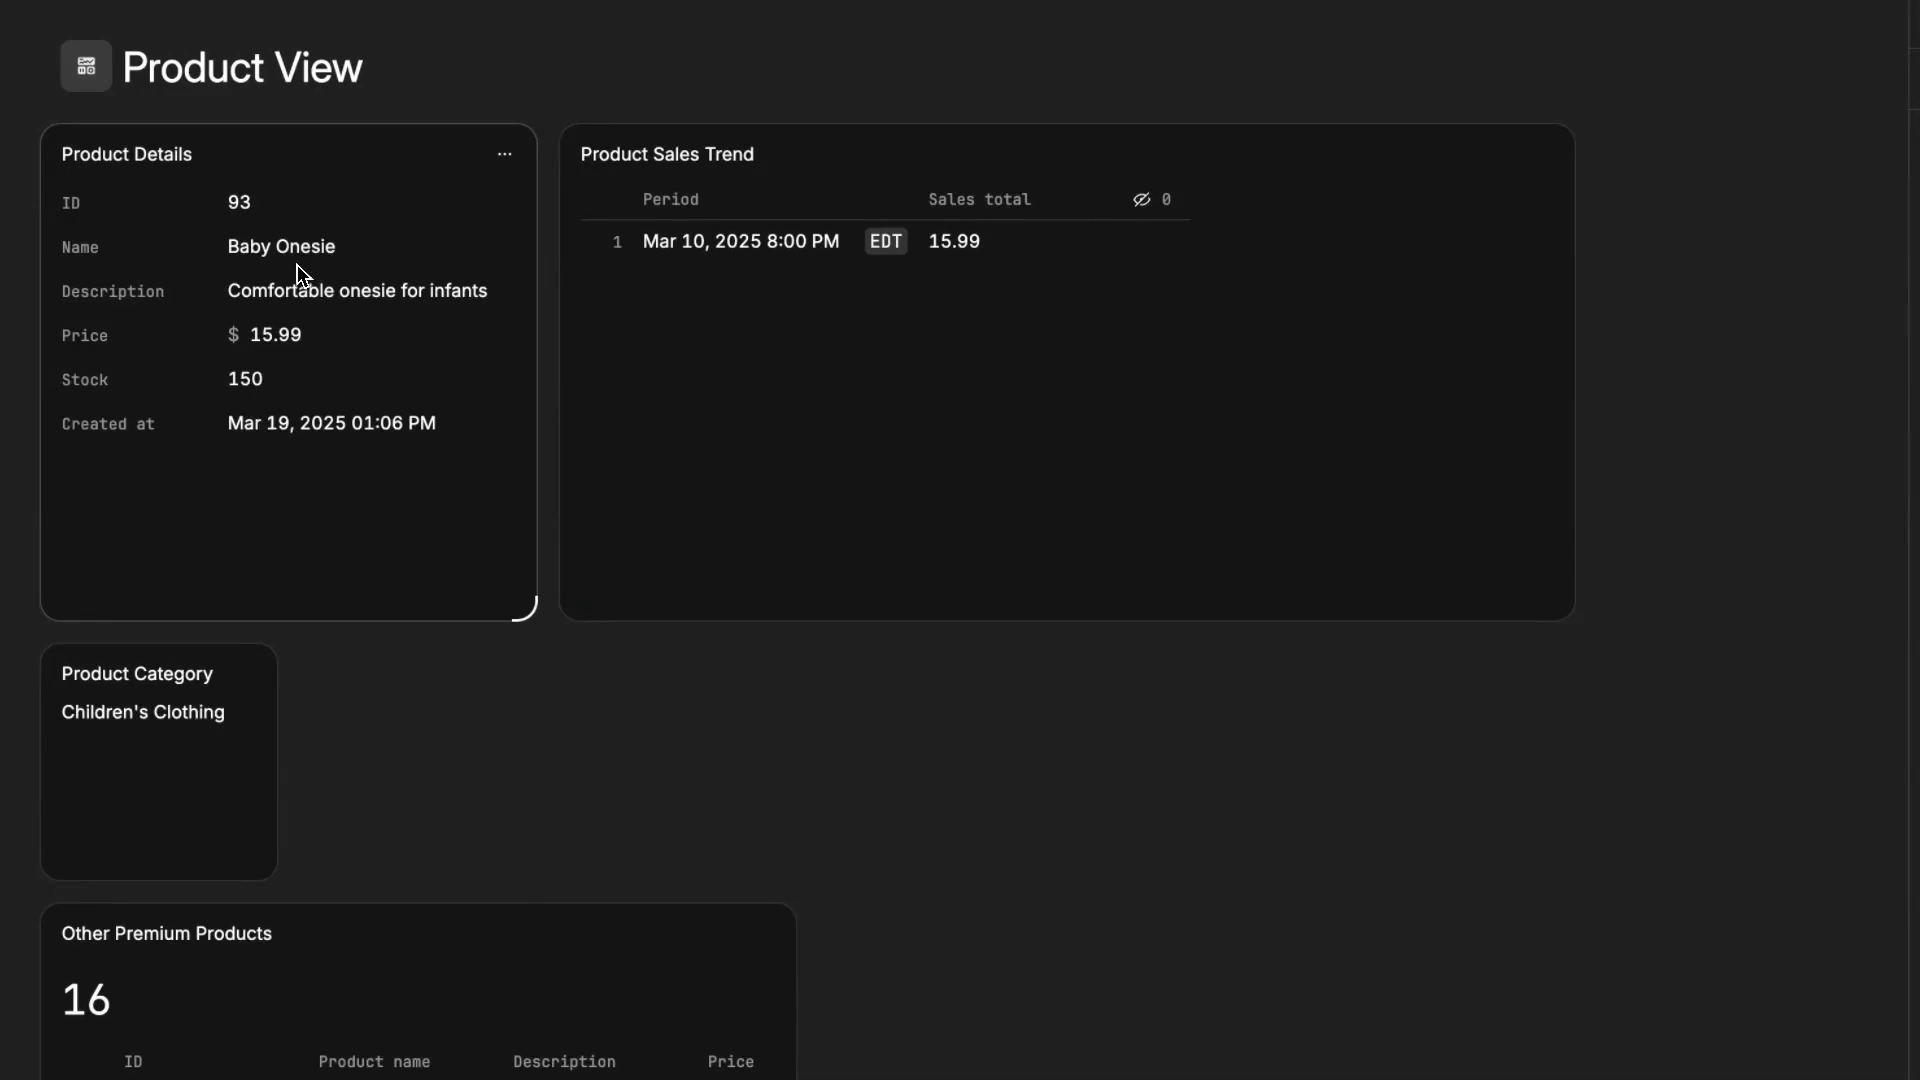 Product View
Product Details
ID 93
Name Baby Onesie
Description Comfortable onesie for infants
Price $ 15.99
Stock 150
Created at Mar 19, 2025 01:06 PM
Product Sales Trend
Period Sales total 0
1 Mar 10, 2025 8:00 PM EDT 15.99
Product Category
Children's Clothing
Other Premium Products
16
ID Product name Description Price